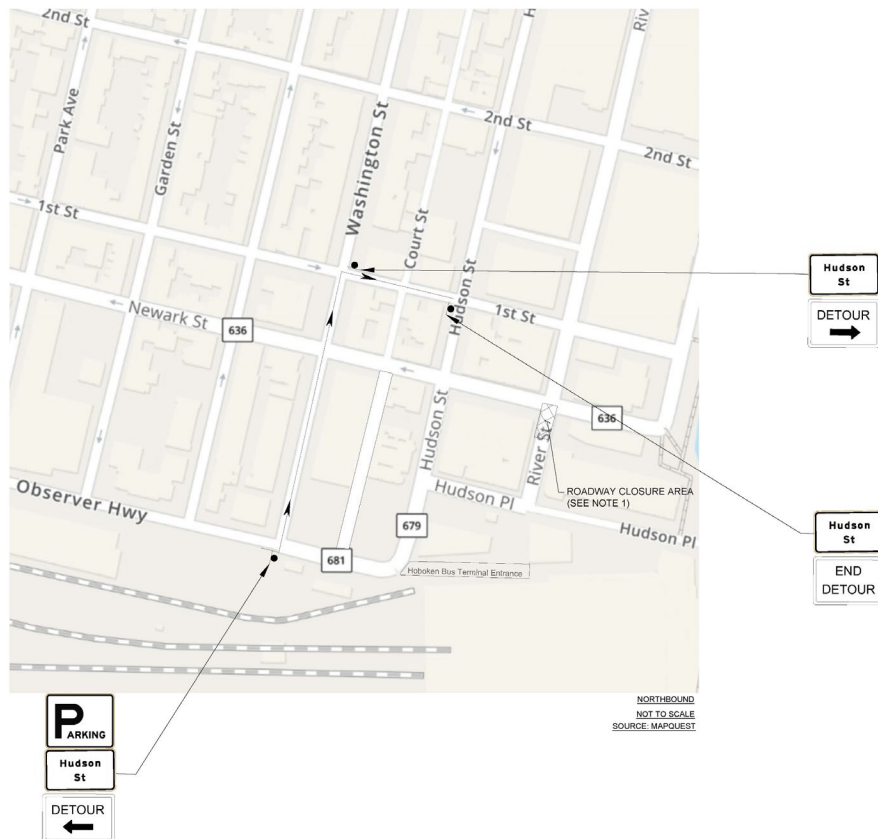 2nd St
H
Riv
Park Ave
Garden St
Washington St
2nd St
2nd St
1st St
Court St
Hudson St
1st St
Hudson
St
DETOUR
Newark St
636
636
Hudson St
River St
ROADWAY CLOSURE AREA
(SEE NOTE 1)
Observer Hwy
Hudson Pl
679
Hudson Pl
681
Hoboken Bus Terminal Entrance
Hudson
St
END
DETOUR
NORTHBOUND
NOT TO SCALE
SOURCE: MAPQUEST
PARKING
Hudson
St
DETOUR